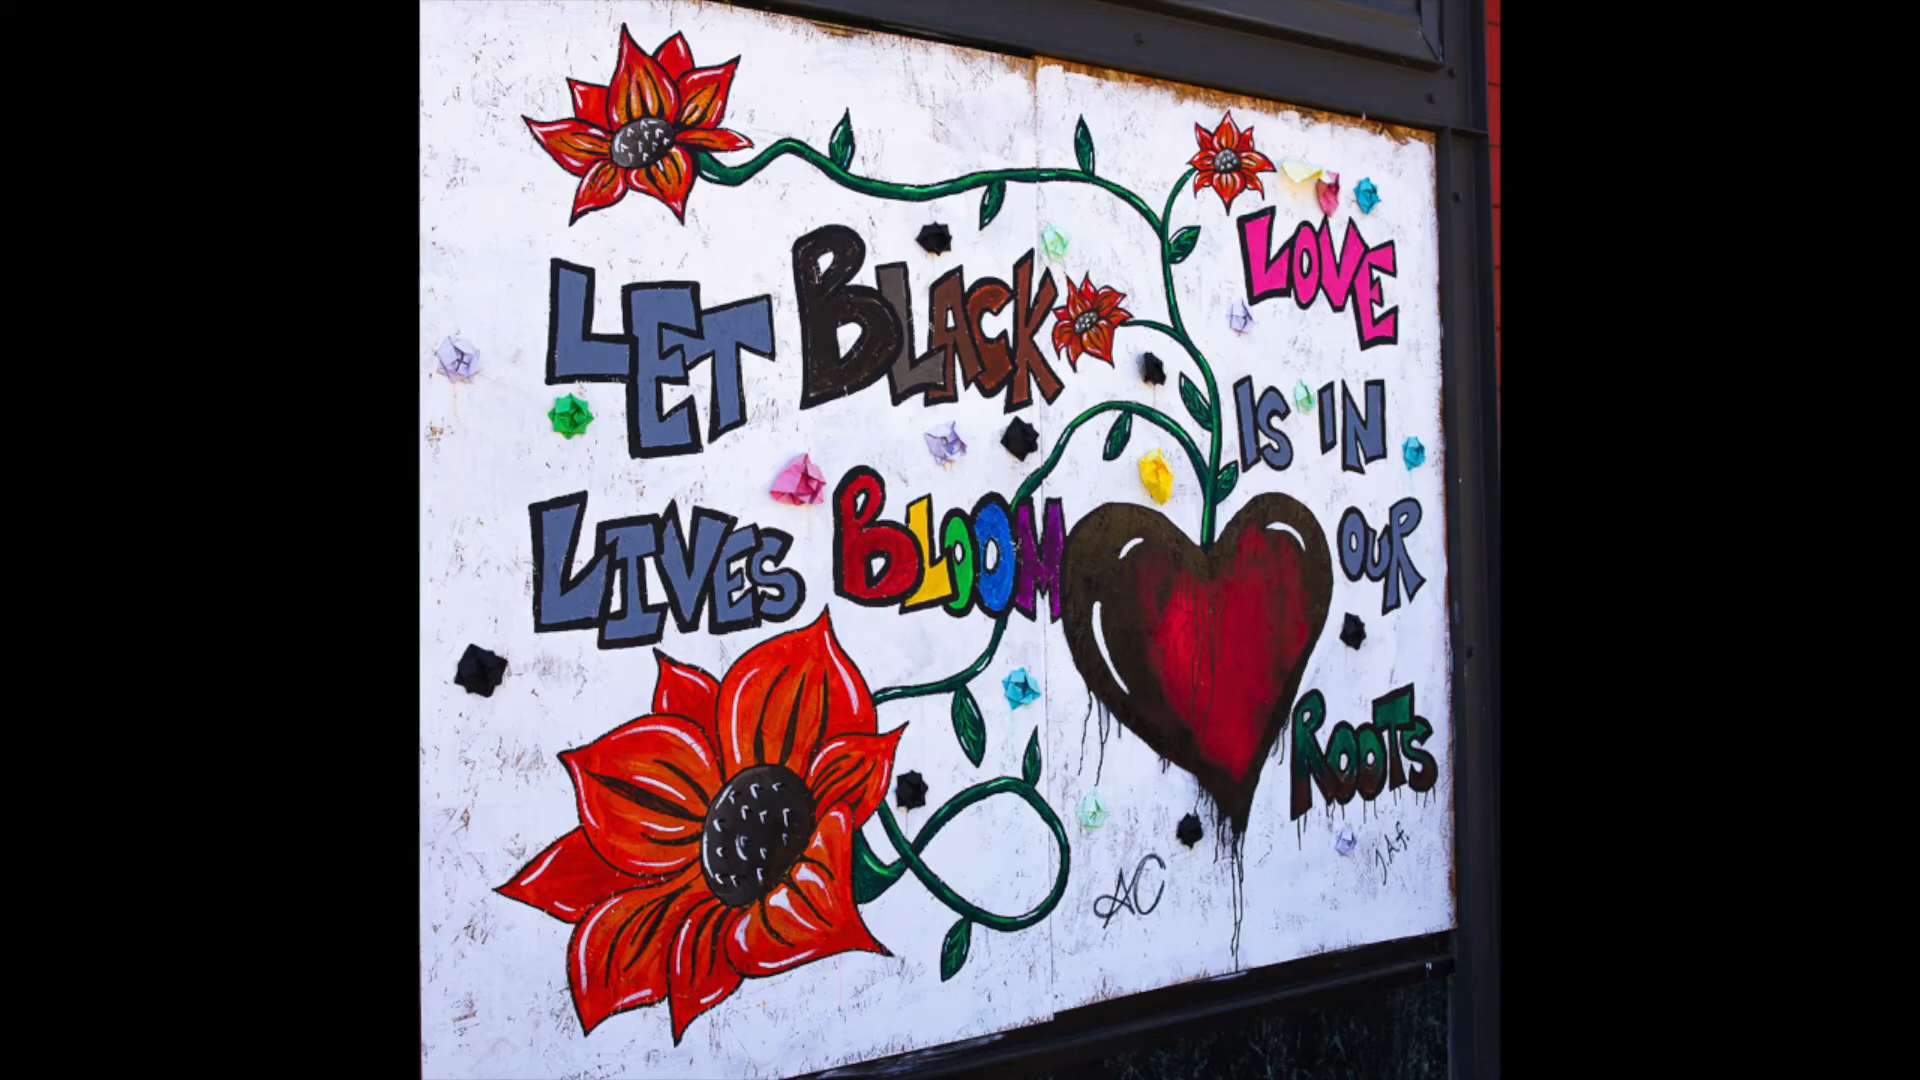 LET BLACK
LIVES BLOOM
LOVE
IS IN
OUR
ROOTS
AC
J.A.f.